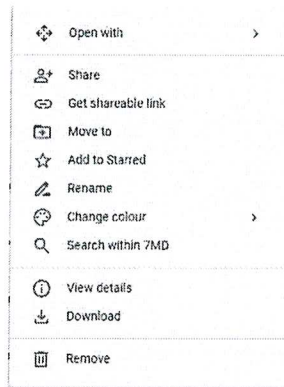 Open with
Share
Get shareable link
Move to
Add to Starred
Rename
Change colour
Search within 7MD
View details
Download
Remove